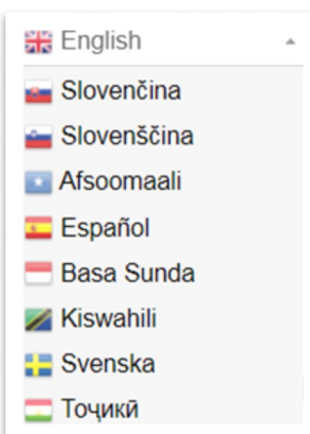 English
Slovenčina
Slovenščina
Afsoomaali
Español
Basa Sunda
Kiswahili
Svenska
Тоҷикӣ